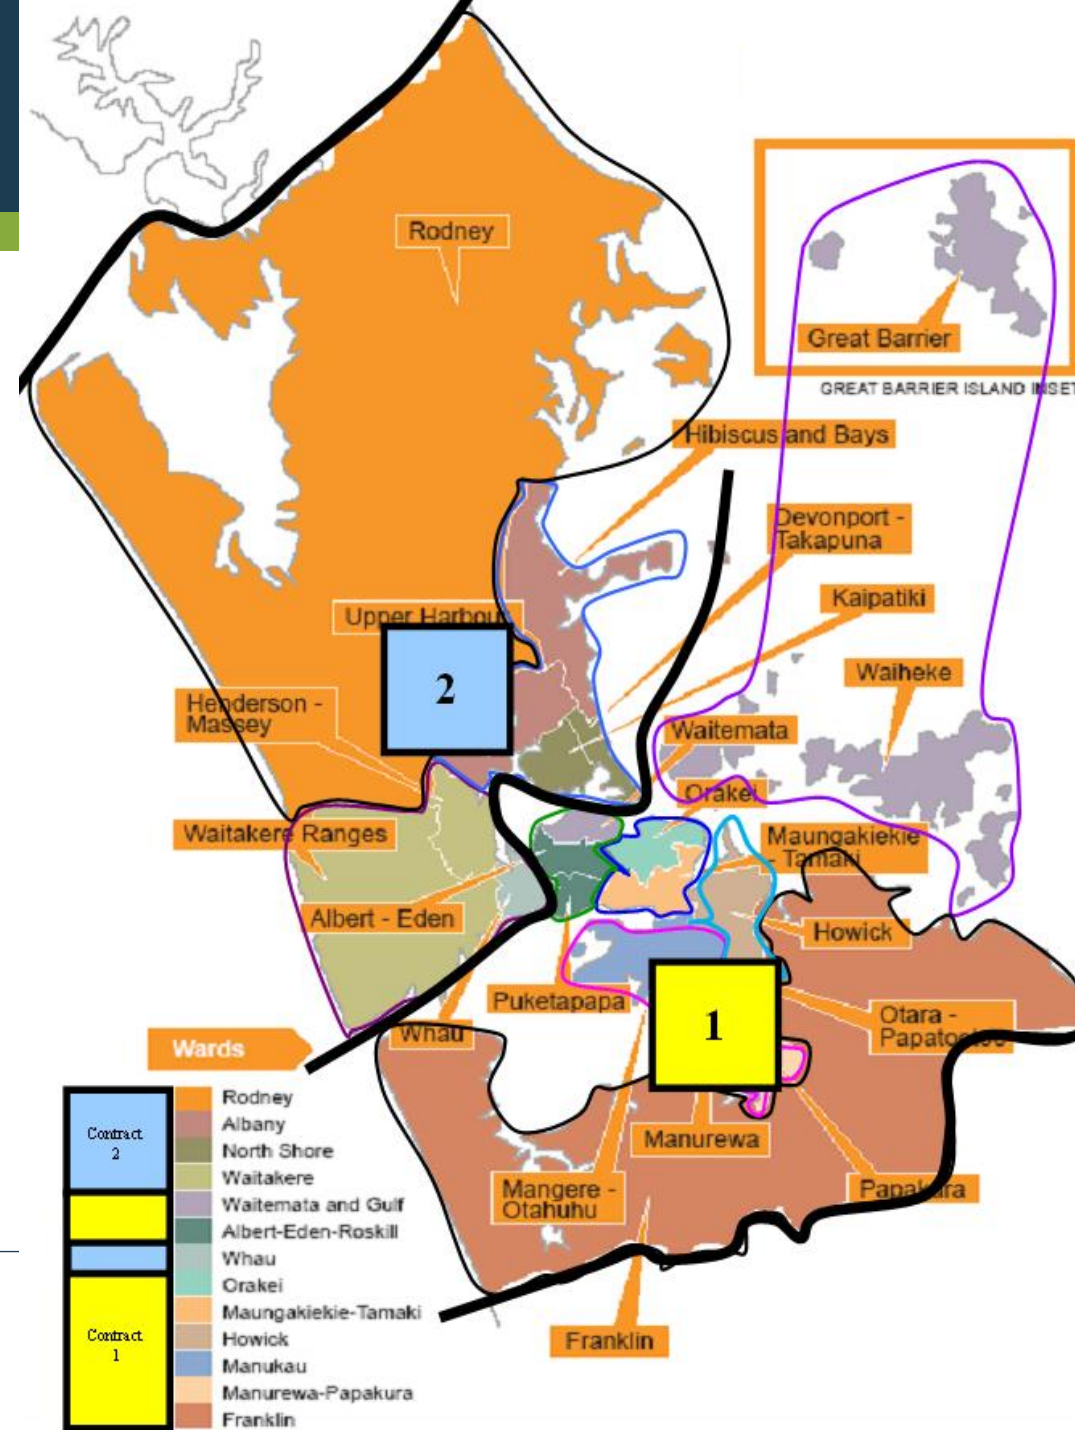 Rodney
Great Barrier
GREAT BARRIER ISLAND INSET
Hibiscus and Bays
Devonport -
Takapuna
Kaipatiki
Upper Harbour
2
Waiheke
Henderson -
Massey
Waitemata
Orakei
Waitakere Ranges
Maungakiekie
- Tamaki
Albert - Eden
Howick
Puketapapa
1
Otara -
Papatoetoe
Whau
Wards
Manurewa
Mangere -
Otahuhu
Papakura
Franklin
Contract
2
Contract
1
Rodney
Albany
North Shore
Waitakere
Waitemata and Gulf
Albert-Eden-Roskill
Whau
Orakei
Maungakiekie-Tamaki
Howick
Manukau
Manurewa-Papakura
Franklin